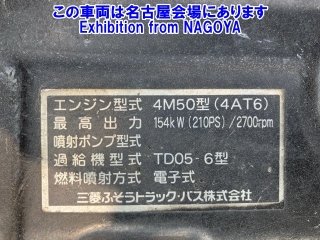 この車両は名古屋会場にあります
Exhibition from NAGOYA
エンジン型式 4M50型(4AT6)
最高出力 154kW(210PS)/2700rpm
噴射ポンプ型式
過給機型式 TD05-6型
燃料噴射方式 電子式
三菱ふそうトラック・バス株式会社